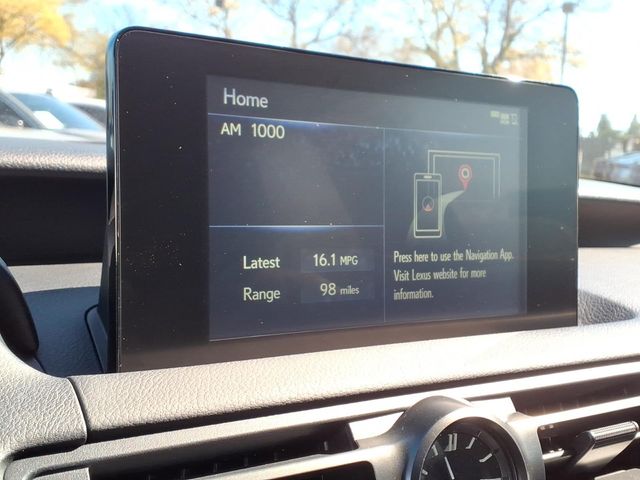 Home
AM 1000
Latest 16.1 MPG
Range 98 miles
Press here to use the Navigation App.
Visit Lexus website for more
information.